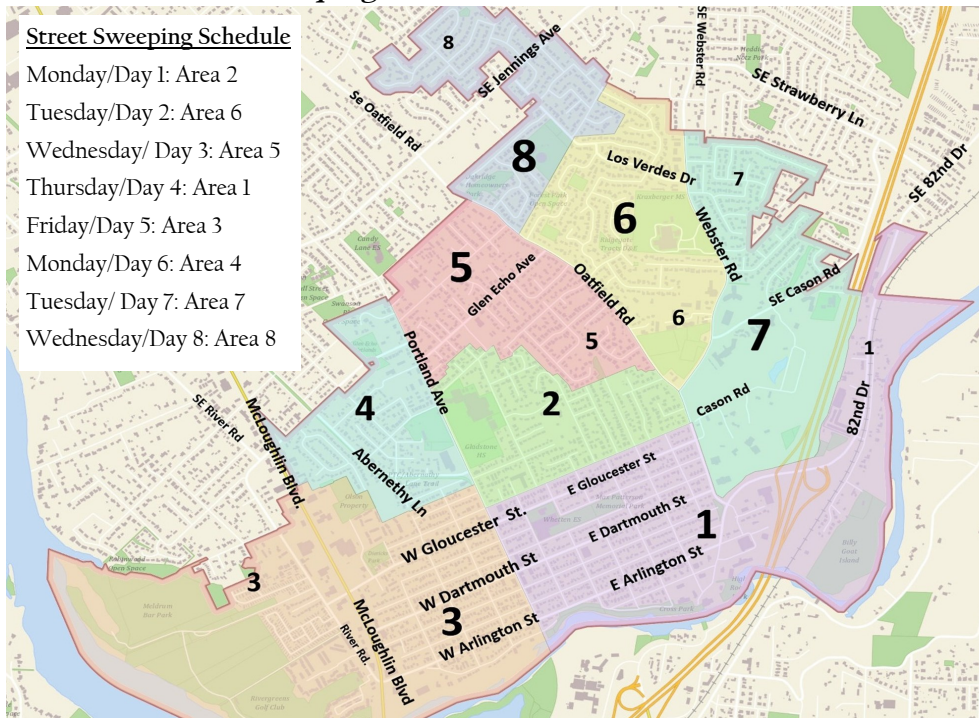 Street Sweeping Schedule
Monday/Day 1: Area 2
Tuesday/Day 2: Area 6
Wednesday/ Day 3: Area 5
Thursday/Day 4: Area 1
Friday/Day 5: Area 3
Monday/Day 6: Area 4
Tuesday/ Day 7: Area 7
Wednesday/Day 8: Area 8
8
SE Jennings Ave
SE Webster Rd
SE Strawberry Ln
Se Oatfield Rd
SE 82nd Dr
8
Los Verdes Dr
7
6
Webster Rd
5
Glen Echo Ave
Oatfield Rd
SE Cason Rd
6
7
5
1
Portland Ave
82nd Dr
4
2
Cason Rd
SE River Rd
McLoughlin Blvd.
Abernethy Ln
E Gloucester St
W Gloucester St.
E Dartmouth St
1
E Arlington St
W Dartmouth St
3
McLoughlin Blvd
River Rd.
3
W Arlington St